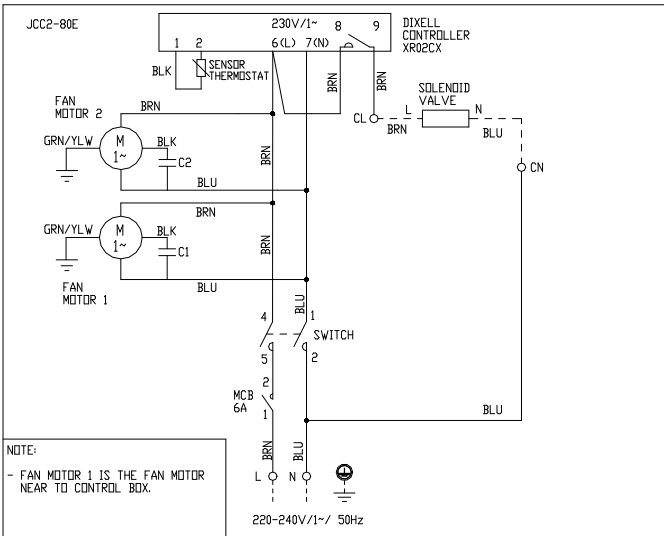 JCC2-80E
230V/1~
8 9
DIXELL
CONTROLLER
XR02CX
1 2
6(L) 7(N)
BLK
SENSOR
THERMOSTAT
BRN
BRN
SOLENOID
VALVE
FAN
MOTOR 2
BRN
CL
L
N
BRN
BLU
GRN/YLW
M
1~
BLK
C2
BRN
CN
BLU
BRN
GRN/YLW
M
1~
BLK
C1
BRN
FAN
MOTOR 1
BLU
BLU
4
1
SWITCH
5
2
MCB
6A
2
1
BLU
BRN
BLU
L
N
220-240V/1~/ 50Hz
NOTE:
- FAN MOTOR 1 IS THE FAN MOTOR
NEAR TO CONTROL BOX.